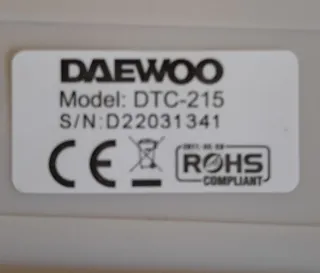 DAEWOO
Model: DTC-215
S/N:D22031341
CE
ROHS
COMPLIANT